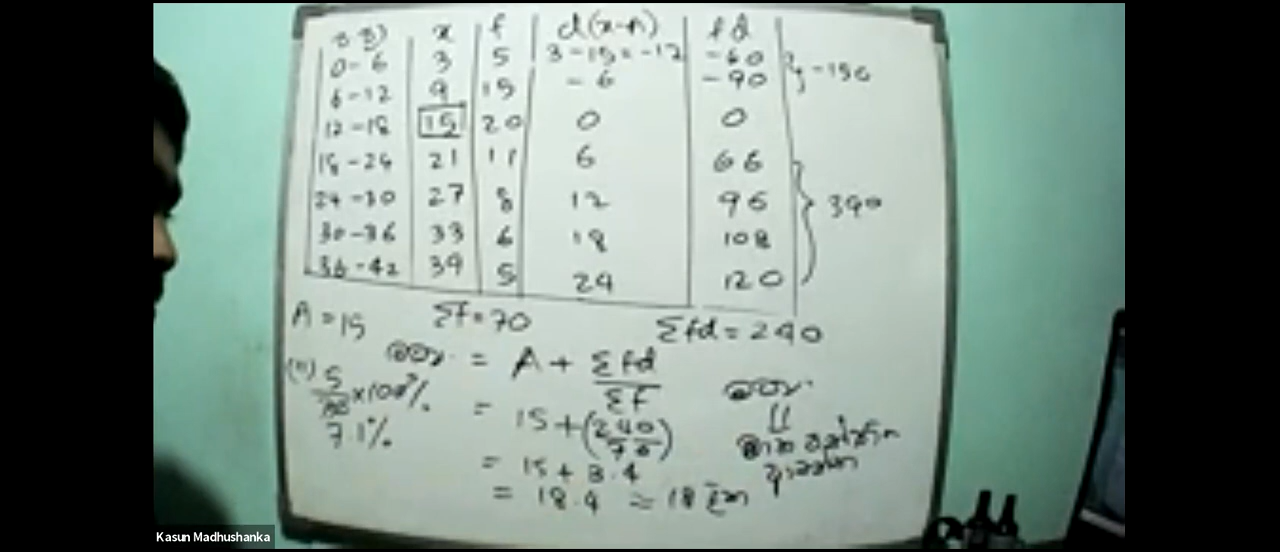 x f d(x-A) fd
0-6 3 5 3-15=-12 -60
6-12 9 15 -6 -90 -150
12-18 15 20 0 0
18-24 21 11 6 66
24-30 27 8 12 96 390
30-36 33 6 18 108
36-42 39 5 24 120
A = 15 Σf = 70 Σfd = 240
= A + Σfd/Σf
(ii) 5/70 × 100% = 15 + (240/70)
7.1% = 15 + 3.4
= 18.4 ≈ 18
Kasun Madhushanka